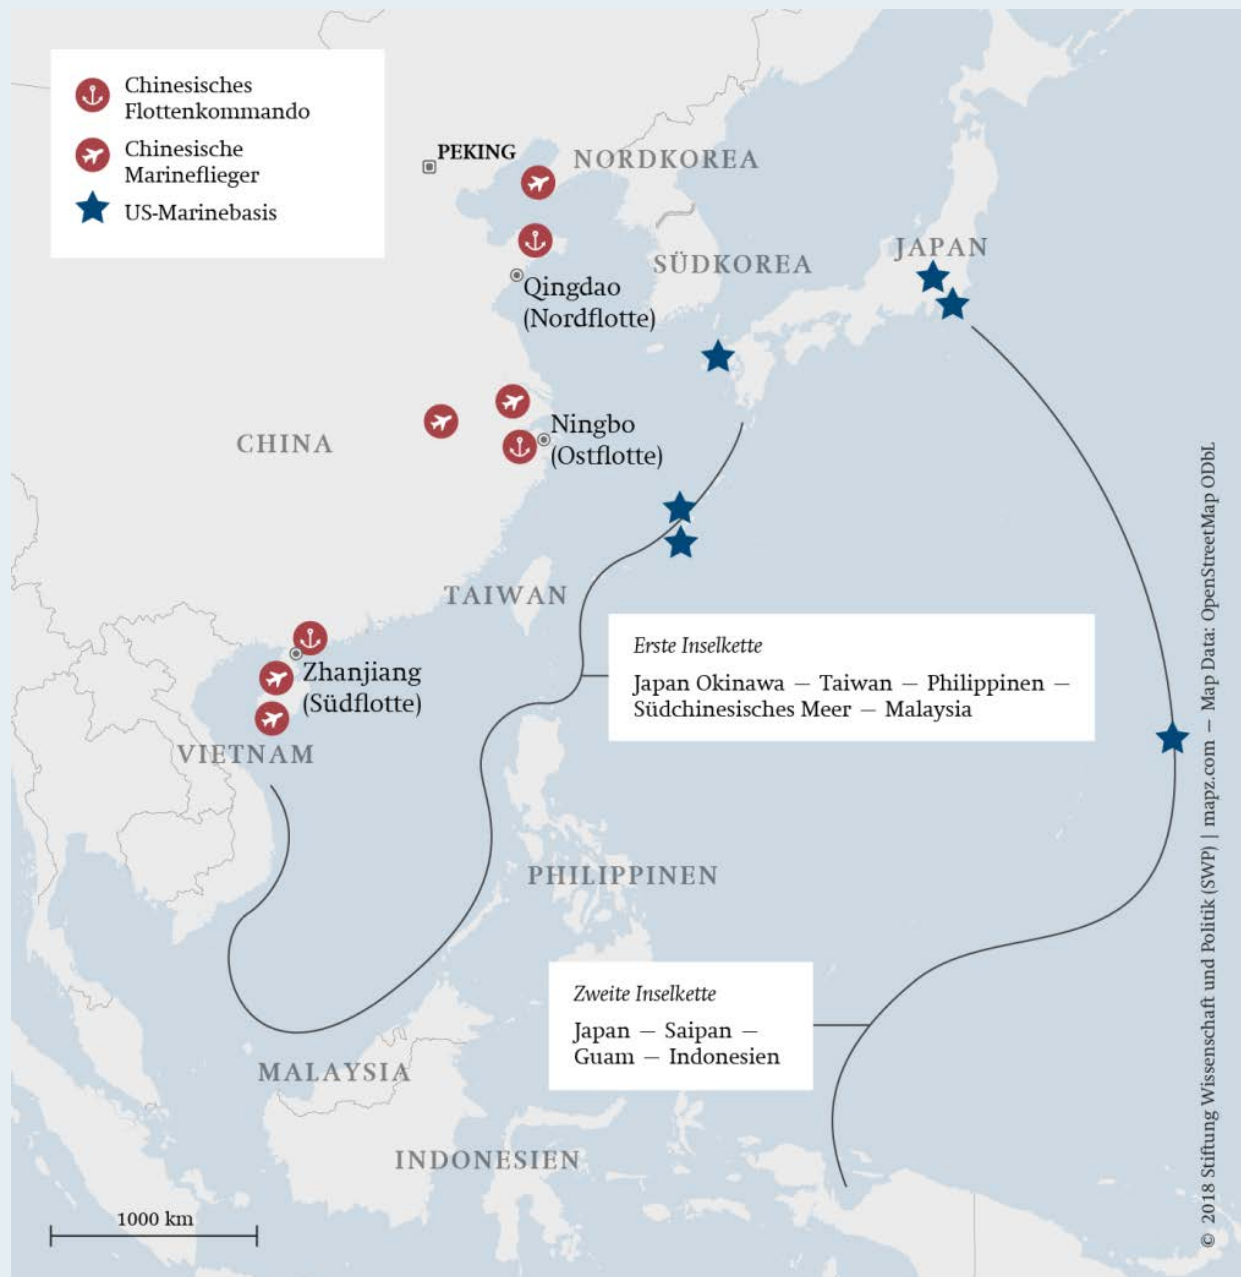 Chinesisches
Flottenkommando
Chinesische
Marineflieger
US-Marinebasis
PEKING
NORDKOREA
JAPAN
SÜDKOREA
Qingdao
(Nordflotte)
CHINA
Ningbo
(Ostflotte)
TAIWAN
Erste Inselkette
Japan Okinawa — Taiwan — Philippinen —
Südchinesisches Meer — Malaysia
Zhanjiang
(Südflotte)
VIETNAM
PHILIPPINEN
Zweite Inselkette
Japan — Saipan —
Guam — Indonesien
MALAYSIA
INDONESIEN
1000 km
© 2018 Stiftung Wissenschaft und Politik (SWP) | mapz.com — Map Data: OpenStreetMap ODbL